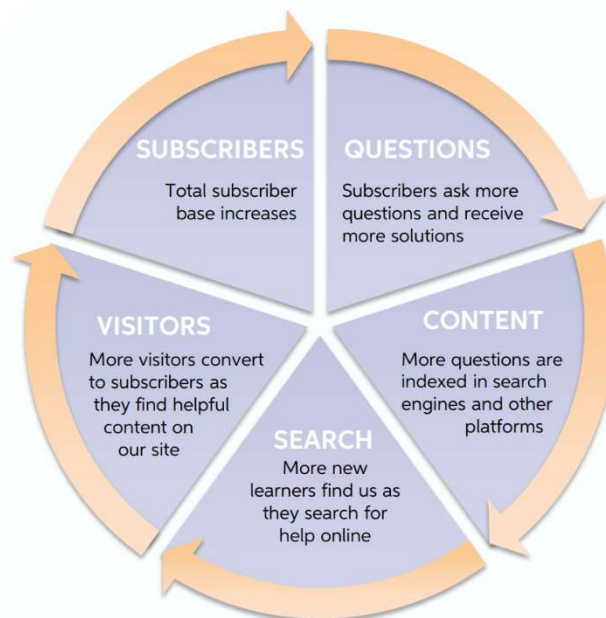 SUBSCRIBERS
Total subscriber
base increases
QUESTIONS
Subscribers ask more
questions and receive
more solutions
CONTENT
More questions are
indexed in search
engines and other
platforms
SEARCH
More new
learners find us as
they search for
help online
VISITORS
More visitors convert
to subscribers as
they find helpful
content on
our site